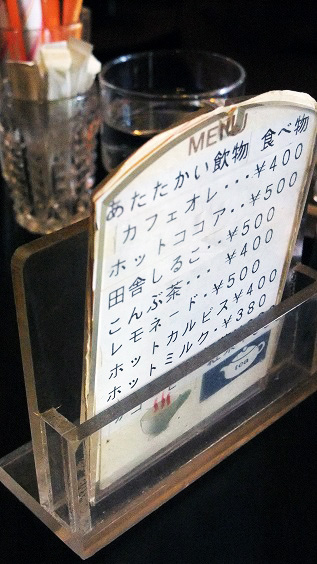 MENU
あたたかい飲物 食べ物
カフェオレ・・・¥400
ホットココア・・¥500
田舎しるこ・・¥500
こんぶ茶・・・¥400
レモネード・¥500
ホットカルピス¥400
ホットミルク・¥380
tea